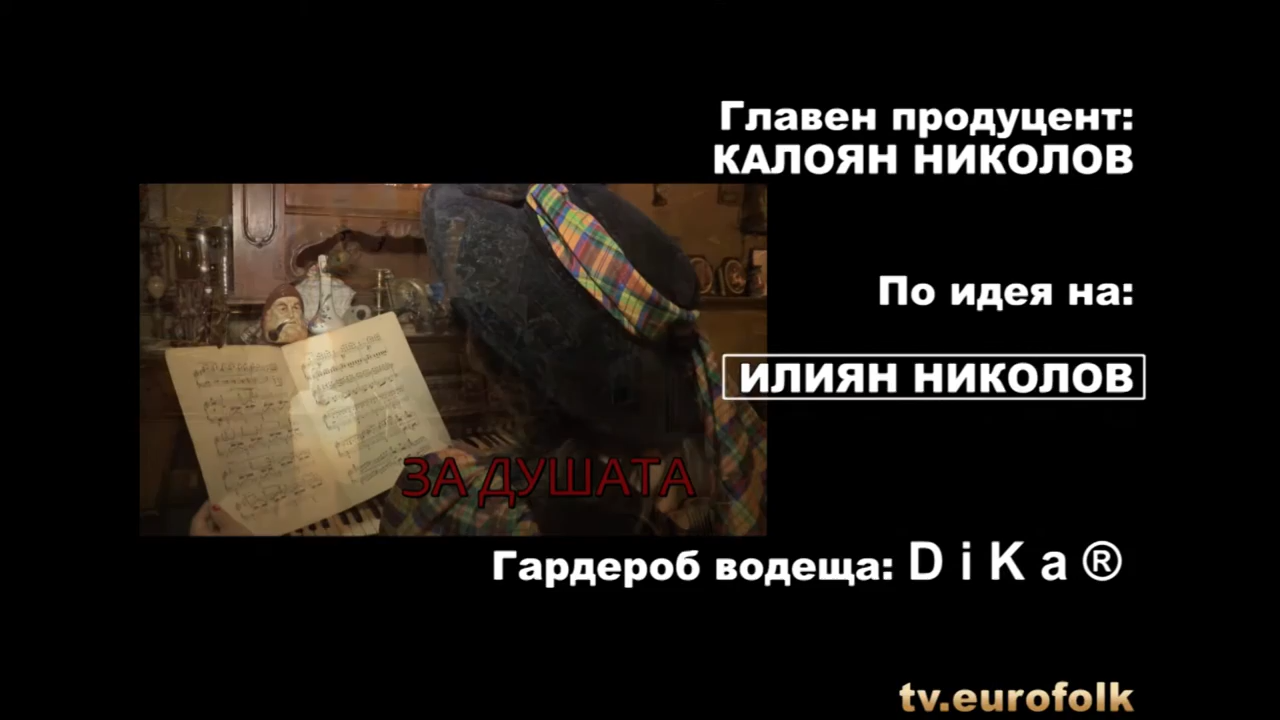 Главен продуцент:
КАЛОЯН НИКОЛОВ
По идея на:
ИЛИЯН НИКОЛОВ
ЗА ДУШАТА
Гардероб водеща: D i K a ®
tv.eurofolk